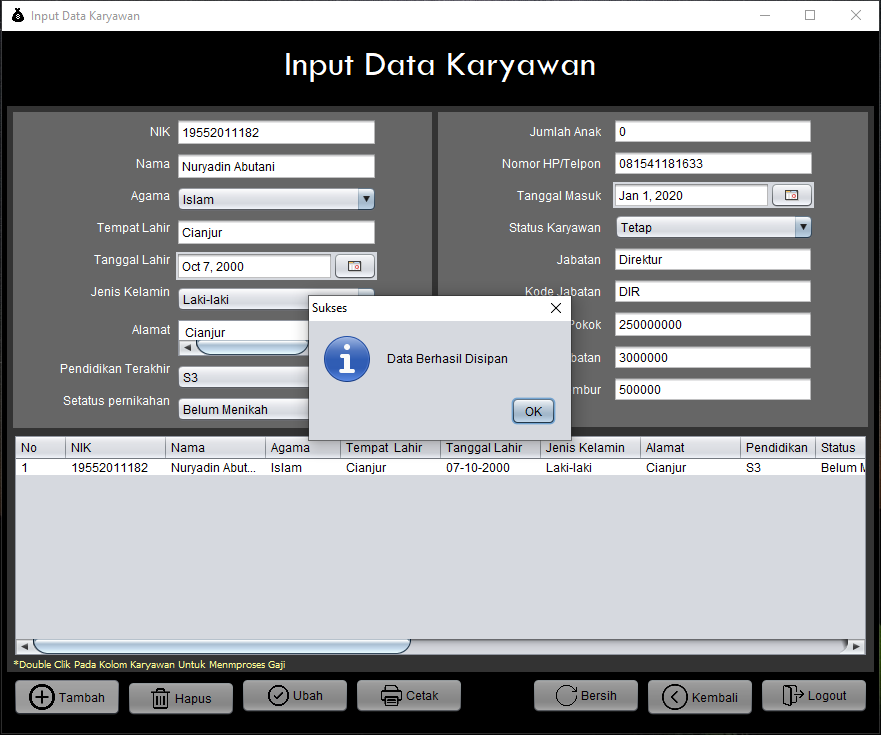 Input Data Karyawan
Input Data Karyawan
NIK 19552011182
Nama Nuryadin Abutani
Agama Islam
Tempat Lahir Cianjur
Tanggal Lahir Oct 7, 2000
Jenis Kelamin Laki-laki
Alamat Cianjur
Pendidikan Terakhir S3
Setatus pernikahan Belum Menikah
Jumlah Anak 0
Nomor HP/Telpon 081541181633
Tanggal Masuk Jan 1, 2020
Status Karyawan Tetap
Jabatan Direktur
Kode Jabatan DIR
Pokok 250000000
batan 3000000
mbur 500000
Sukses
Data Berhasil Disipan
OK
No NIK Nama Agama Tempat Lahir Tanggal Lahir Jenis Kelamin Alamat Pendidikan Status
1 19552011182 Nuryadin Abut... Islam Cianjur 07-10-2000 Laki-laki Cianjur S3 Belum M
*Double Clik Pada Kolom Karyawan Untuk Menmproses Gaji
Tambah Hapus Ubah Cetak Bersih Kembali Logout